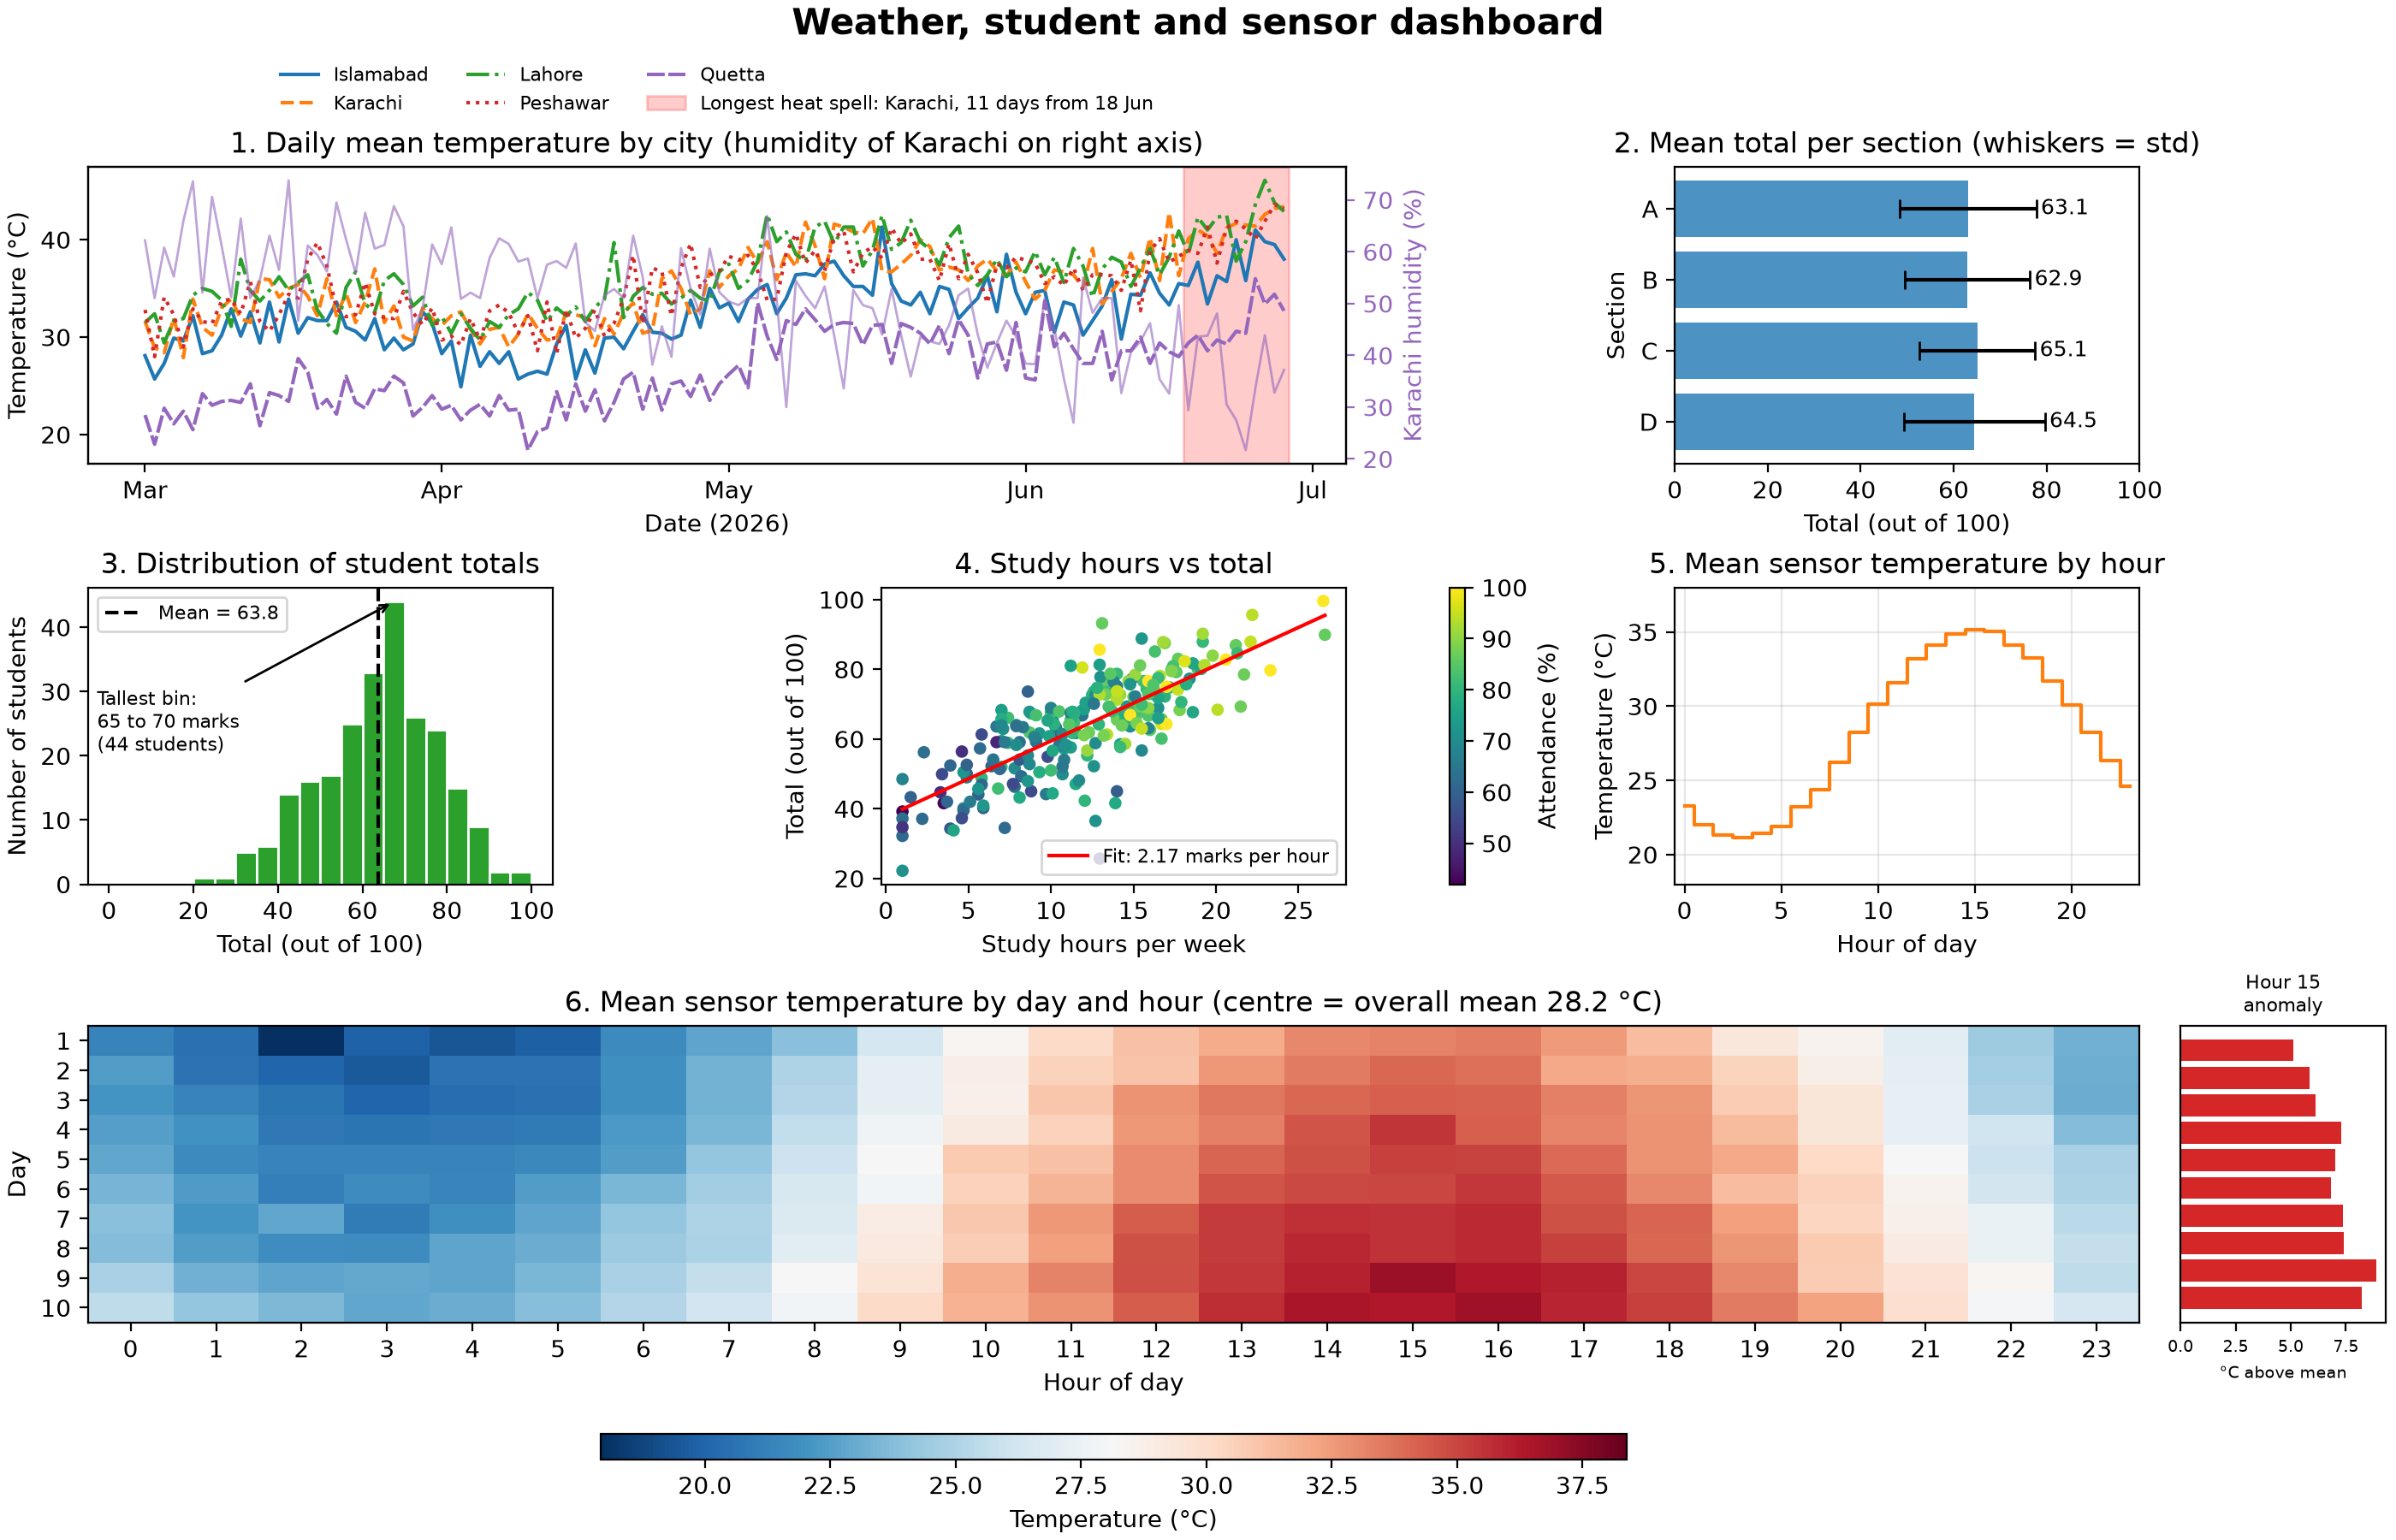 Weather, student and sensor dashboard
Islamabad
Karachi
Lahore
Peshawar
Quetta
Longest heat spell: Karachi, 11 days from 18 Jun
1. Daily mean temperature by city (humidity of Karachi on right axis)
Temperature (°C)
40
30
20
70
60
50
40
30
20
Karachi humidity (%)
Mar Apr May Jun Jul
Date (2026)
2. Mean total per section (whiskers = std)
Section
A 63.1
B 62.9
C 65.1
D 64.5
0 20 40 60 80 100
Total (out of 100)
3. Distribution of student totals
Number of students
40
30
20
10
0
Mean = 63.8
Tallest bin:
65 to 70 marks
(44 students)
0 20 40 60 80 100
Total (out of 100)
4. Study hours vs total
Total (out of 100)
100
80
60
40
20
Fit: 2.17 marks per hour
0 5 10 15 20 25
Study hours per week
100
90
80
70
60
50
Attendance (%)
5. Mean sensor temperature by hour
Temperature (°C)
35
30
25
20
0 5 10 15 20
Hour of day
6. Mean sensor temperature by day and hour (centre = overall mean 28.2 °C)
Day
1
2
3
4
5
6
7
8
9
10
0 1 2 3 4 5 6 7 8 9 10 11 12 13 14 15 16 17 18 19 20 21 22 23
Hour of day
Hour 15
anomaly
0.0 2.5 5.0 7.5
°C above mean
20.0 22.5 25.0 27.5 30.0 32.5 35.0 37.5
Temperature (°C)